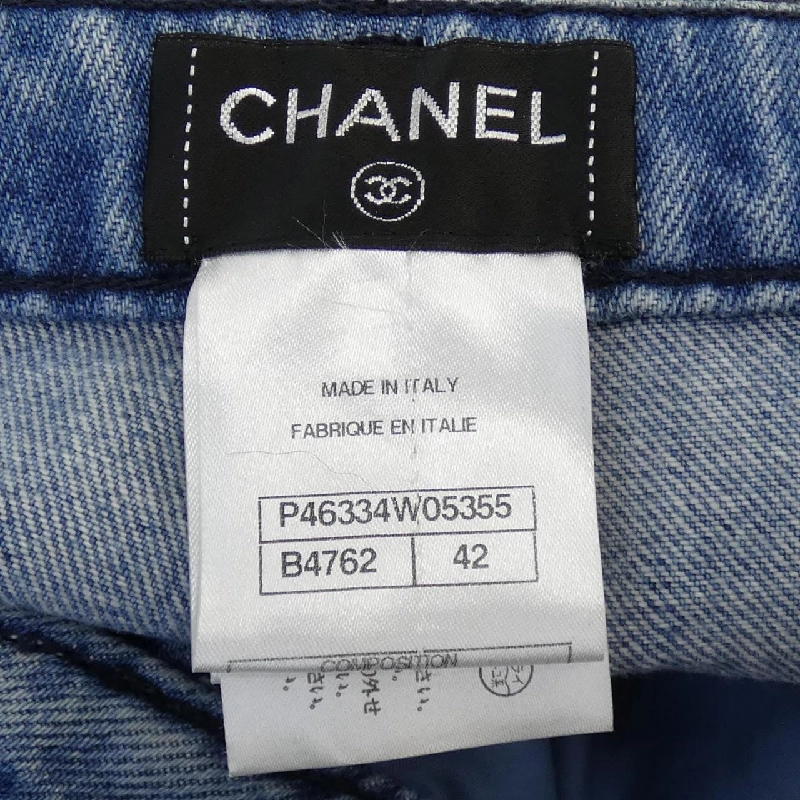 CHANEL
MADE IN ITALY
FABRIQUE EN ITALIE
P46334W05355
B4762 42
COMPOSITION